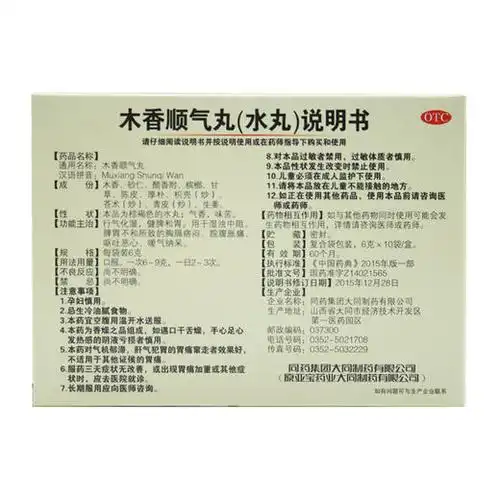 OTC
木香顺气丸(水丸)说明书
请仔细阅读说明书并按说明使用或在药师指导下购买和使用
【药品名称】
通用名称：木香顺气丸
汉语拼音：Muxiang Shunqi Wan
【成 份】木香、砂仁、醋香附、槟榔、甘
草、陈皮、厚朴、枳壳（炒）、
苍术（炒）、青皮（炒）、生姜。
【性 状】本品为棕褐色的水丸；气香，味苦。
【功能主治】行气化湿，健脾和胃。用于湿浊中阻、
脾胃不和所致的胸膈痞闷、脘腹胀痛、
呕吐恶心、嗳气纳呆。
【规 格】每袋装6克
【用法用量】口服。一次6~9克，一日2~3次。
【不良反应】尚不明确。
【禁 忌】尚不明确。
【注意事项】
1.孕妇慎用。
2.忌生冷油腻食物。
3.本药宜空腹用温开水送服。
4.本药为香燥之品组成，如遇口干舌燥，手心足心
发热感的阴液亏损者慎用。
5.本药对气机郁滞，肝气犯胃的胃痛窜走者效果好，
不适用于其他证候的胃痛。
6.服药三天症状无改善，或出现胃痛加重或其他症
状时，应去医院就诊。
7.长期服用应向医师咨询。
8.对本品过敏者禁用，过敏体质者慎用。
9.本品性状发生改变时禁止使用。
10.儿童必须在成人监护下使用。
11.请将本品放在儿童不能接触的地方。
12.如正在使用其他药品，使用本品前请咨询医
师或药师。
【药物相互作用】如与其他药物同时使用可能会发
生药物相互作用，详情请咨询医师或药师。
【贮 藏】密封。
【包 装】复合袋包装，6克×10袋/盒。
【有 效 期】60个月。
【执行标准】《中国药典》2015年版一部
【批准文号】国药准字Z14021565
【说明书修订日期】2015年12月28日
【生产企业】
企业名称：同药集团大同制药有限公司
生产地址：山西省大同市经济技术开发区
第一医药园区
邮政编码：037300
电话号码：0352-5021708
传真号码：0352-5032229
同药集团大同制药有限公司
(原亚宝药业大同制药有限公司)
如有问题可与生产企业联系